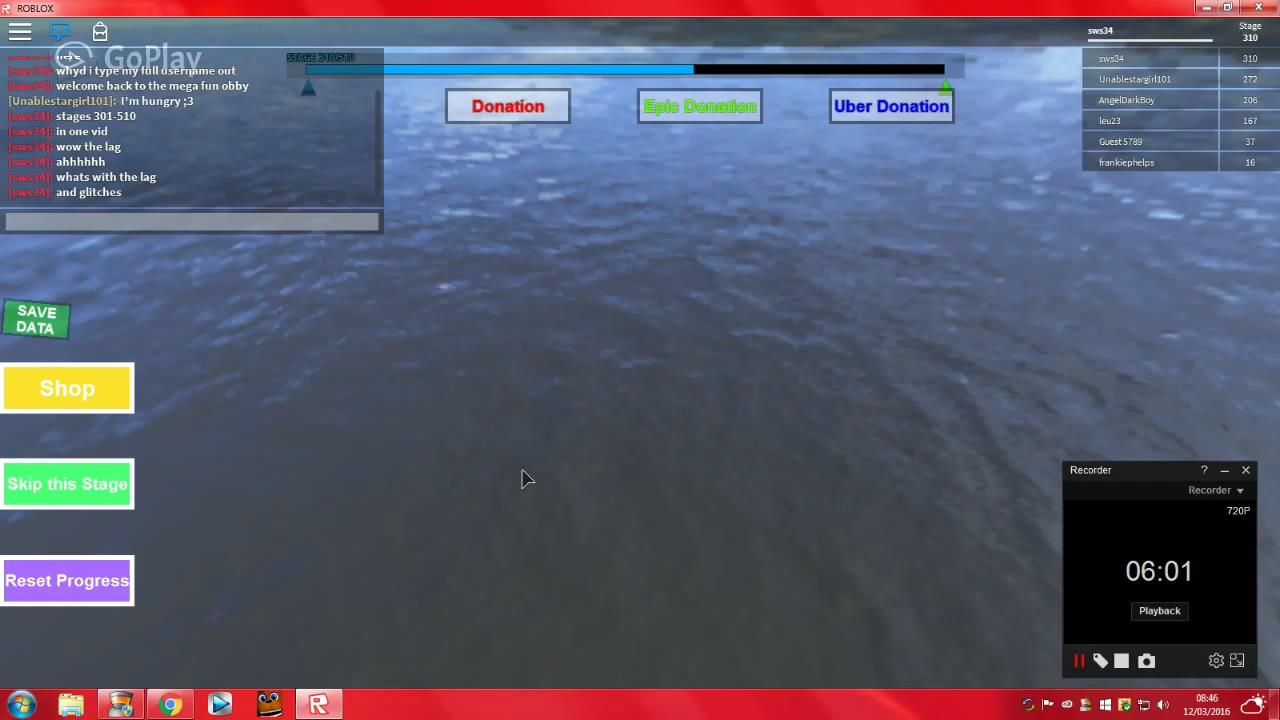 ROBLOX
GoPlay
[sws34]: whyd i type my full username out
[sws34]: welcome back to the mega fun obby
[Unablestargirl101]: I'm hungry ;3
[sws34]: stages 301-510
[sws34]: in one vid
[sws34]: wow the lag
[sws34]: ahhhhhh
[sws34]: whats with the lag
[sws34]: and glitches
STAGE 310/510
Donation
Epic Donation
Uber Donation
sws34
Stage
310
sws34 310
Unablestargirl101 272
AngelDarkBoy 206
leu23 167
Guest 5789 37
frankiephelps 16
SAVE
DATA
Shop
Skip this Stage
Reset Progress
Recorder ?
Recorder
720P
06:01
Playback
08:46
12/03/2016